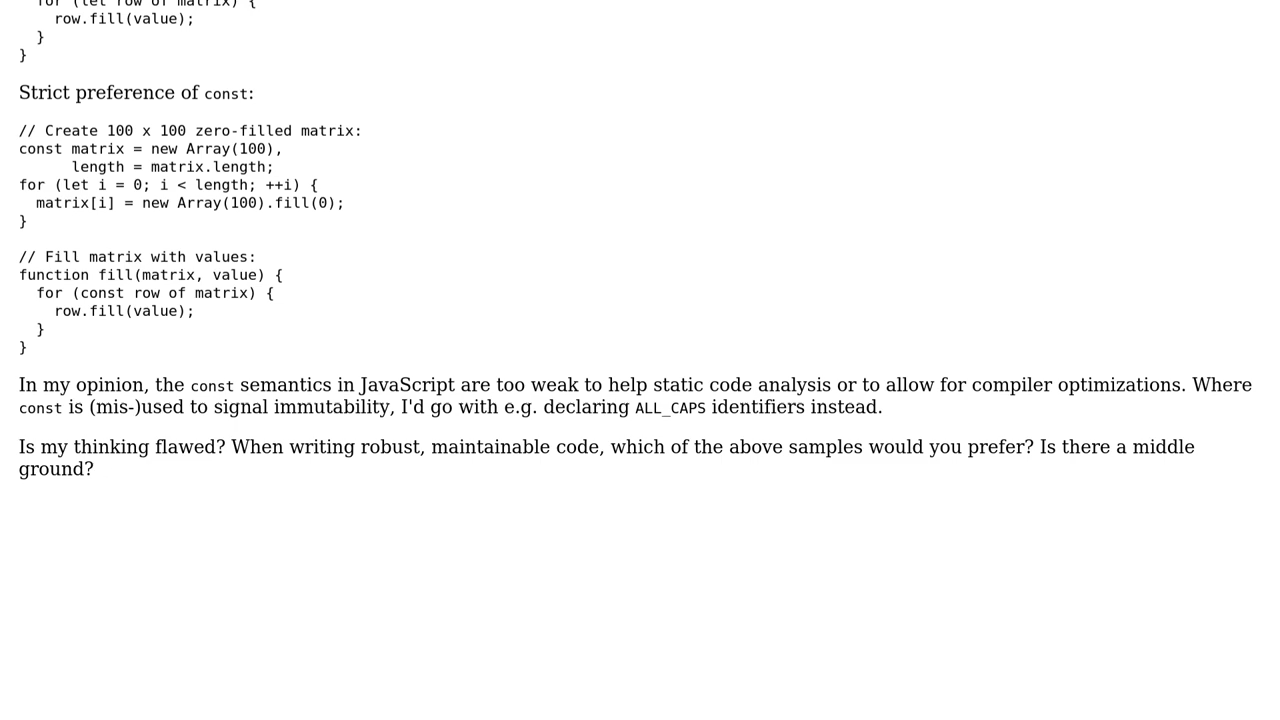 for (let row of matrix) {
    row.fill(value);
  }
}
Strict preference of const:
// Create 100 x 100 zero-filled matrix:
const matrix = new Array(100),
      length = matrix.length;
for (let i = 0; i < length; ++i) {
  matrix[i] = new Array(100).fill(0);
}
// Fill matrix with values:
function fill(matrix, value) {
  for (const row of matrix) {
    row.fill(value);
  }
}
In my opinion, the const semantics in JavaScript are too weak to help static code analysis or to allow for compiler optimizations. Where
const is (mis-)used to signal immutability, I'd go with e.g. declaring ALL_CAPS identifiers instead.
Is my thinking flawed? When writing robust, maintainable code, which of the above samples would you prefer? Is there a middle
ground?